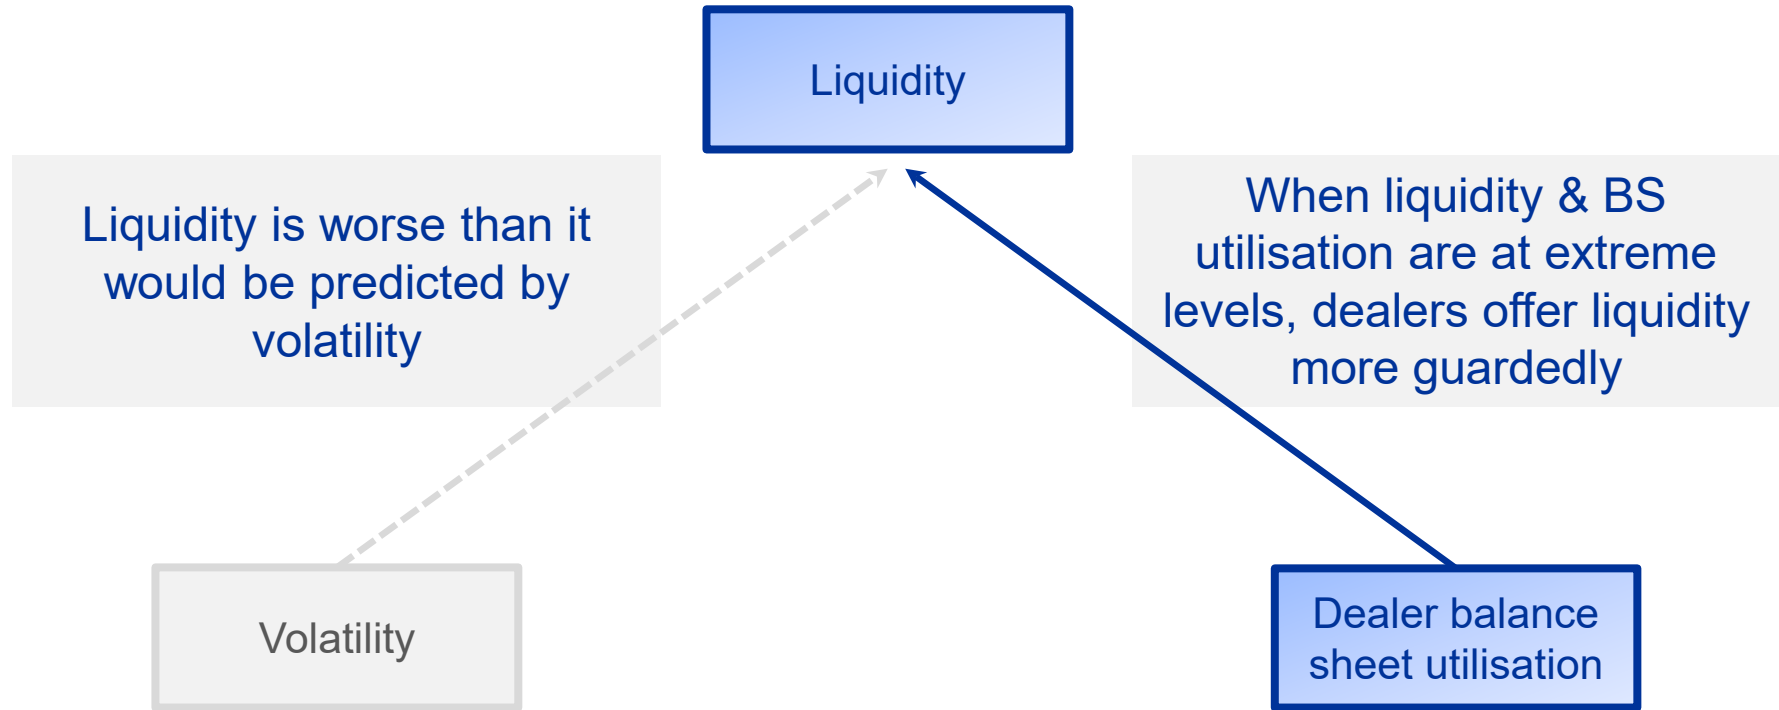 Liquidity
Liquidity is worse than it
would be predicted by
volatility
When liquidity & BS
utilisation are at extreme
levels, dealers offer liquidity
more guardedly
Volatility
Dealer balance
sheet utilisation